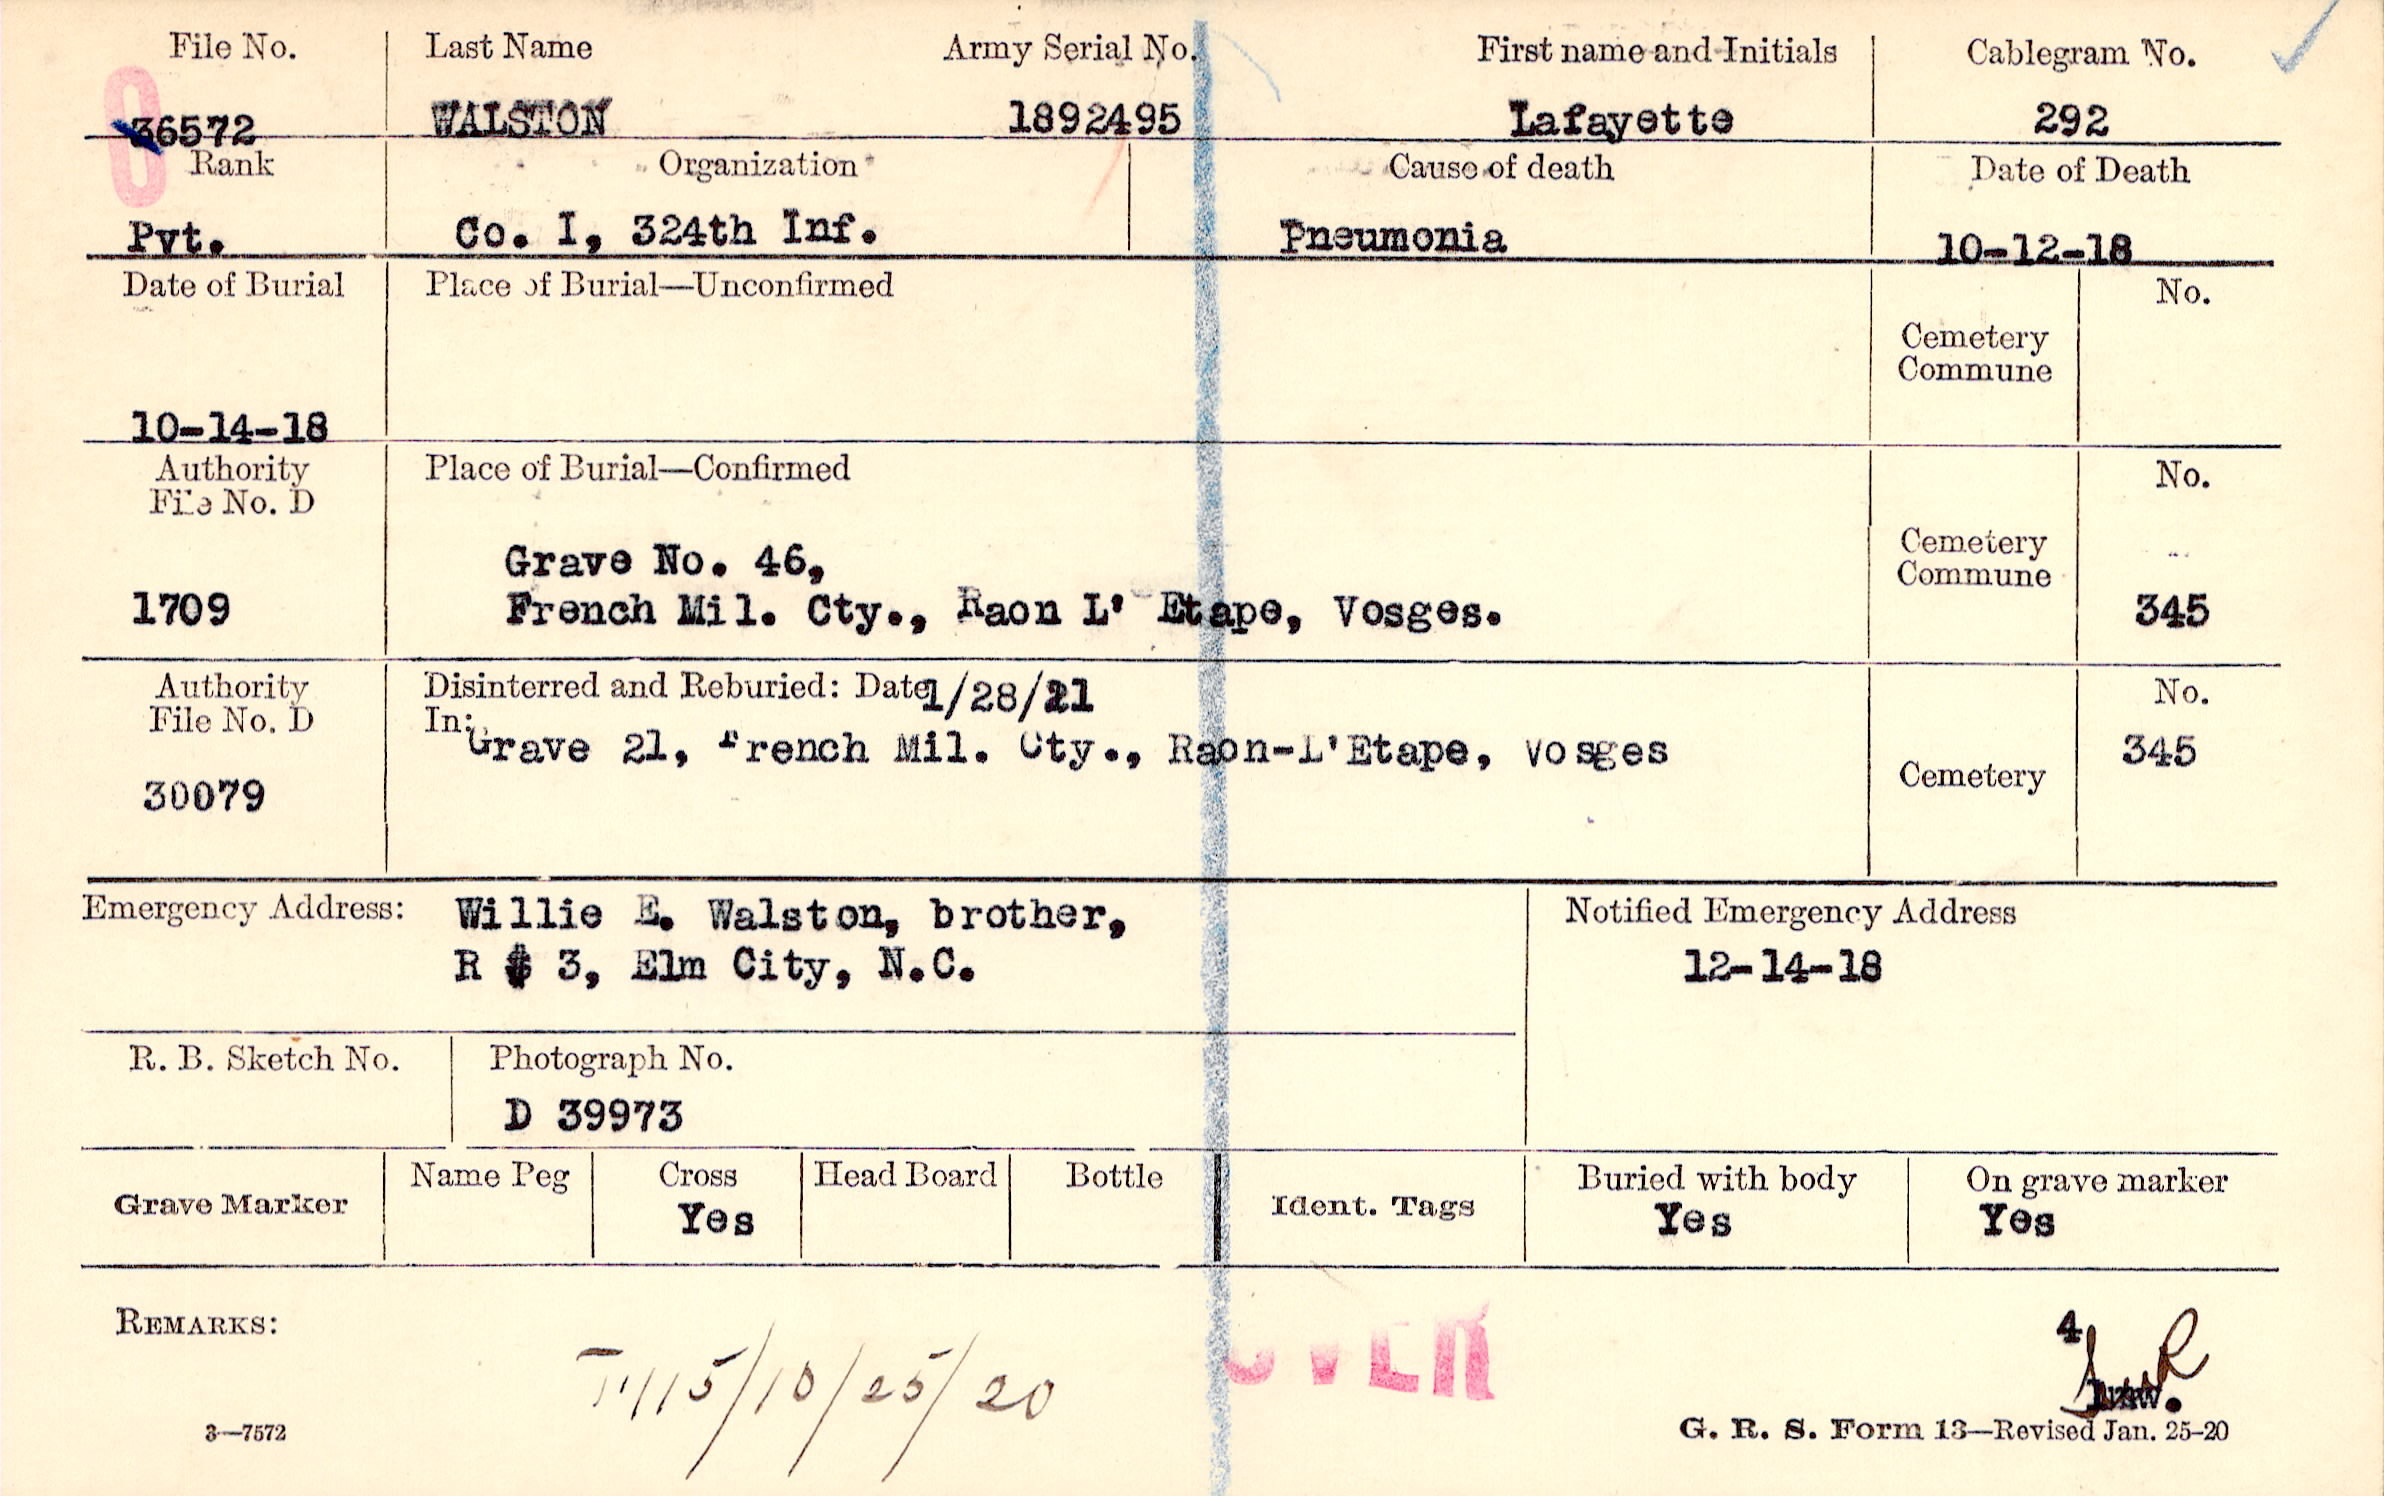 File No. Last Name Army Serial No. First name and Initials Cablegram No.
36572 WALSTON 1892495 Lafayette 292
Rank Organization Cause of death Date of Death
Pvt. Co. I, 324th Inf. Pneumonia 10-12-18
Date of Burial Place of Burial—Unconfirmed No.
Cemetery
Commune
10-14-18
Authority Place of Burial—Confirmed No.
File No. D
Cemetery
Commune
Grave No. 46,
1709 French Mil. Cty., Raon L' Etape, Vosges. 345
Authority Disinterred and Reburied: Date 1/28/21 No.
File No. D In:
Grave 21, French Mil. Cty., Raon-L'Etape, Vosges 345
30079 Cemetery
Emergency Address: Willie E. Walston, brother, Notified Emergency Address
R # 3, Elm City, N.C. 12-14-18
R. B. Sketch No. Photograph No.
D 39973
Grave Marker Name Peg Cross Head Board Bottle Ident. Tags Buried with body On grave marker
Yes Yes Yes
REMARKS: OVER 4
/10/25/20
3—7572 G. R. S. Form 13—Revised Jan. 25-20